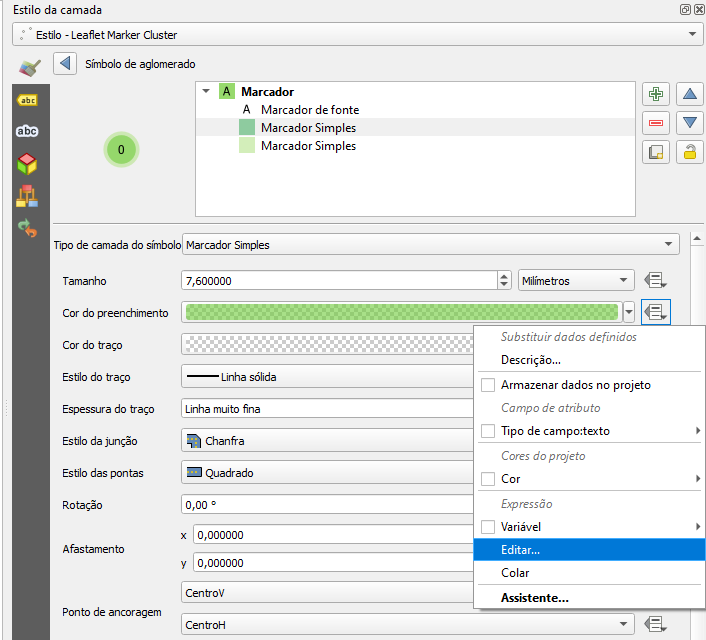 Estilo da camada
Estilo - Leaflet Marker Cluster
Símbolo de aglomerado
abc
abc
A Marcador
A Marcador de fonte
Marcador Simples
Marcador Simples
0
Tipo de camada do símbolo Marcador Simples
Tamanho 7,600000 Milímetros
Cor do preenchimento
Cor do traço
Estilo do traço Linha sólida
Espessura do traço Linha muito fina
Estilo da junção Chanfra
Estilo das pontas Quadrado
Rotação 0,00 °
Afastamento
x 0,000000
y 0,000000
Ponto de ancoragem
CentroV
CentroH
Substituir dados definidos
Descrição...
Armazenar dados no projeto
Campo de atributo
Tipo de campo:texto
Cores do projeto
Cor
Expressão
Variável
Editar...
Colar
Assistente...